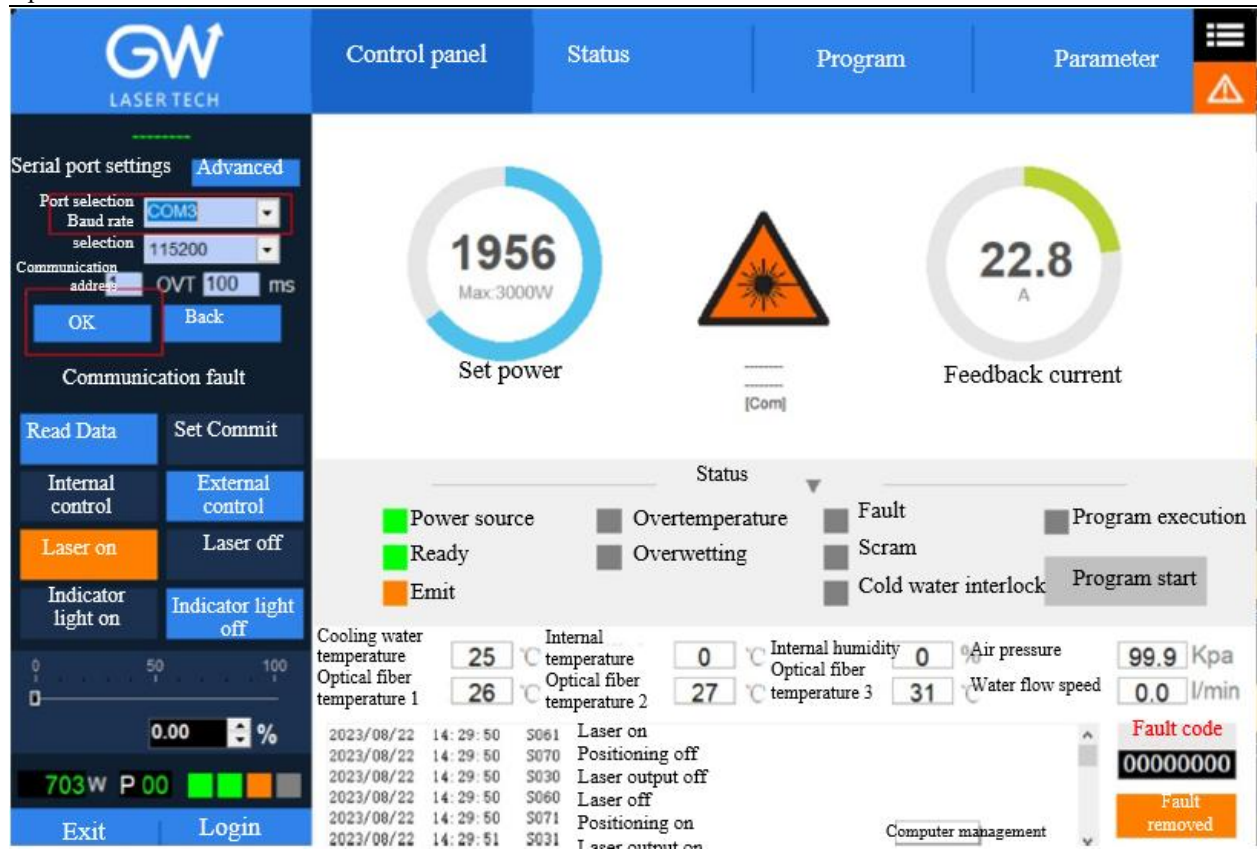 GW
LASER TECH
Control panel
Status
Program
Parameter
--------
Serial port settings
Advanced
Port selection
COM3
Baud rate
selection
115200
Communication
address
1
OVT 100 ms
OK
Back
Communication fault
Read Data
Set Commit
Internal
control
External
control
Laser on
Laser off
Indicator
light on
Indicator light
off
0 50 100
0.00 %
703W P 00
Exit
Login
1956
Max:3000W
Set power
--------
--------
[Com]
22.8
A
Feedback current
Status
Power source
Overtemperature
Fault
Program execution
Ready
Overwetting
Scram
Emit
Cold water interlock
Program start
Cooling water
temperature
25 ℃
Internal
temperature
0 ℃
Internal humidity
0 %
Air pressure
99.9 Kpa
Optical fiber
temperature 1
26
Optical fiber
temperature 2
27 ℃
Optical fiber
temperature 3
31 ℃
Water flow speed
0.0 l/min
2023/08/22 14:29:50 S061 Laser on
2023/08/22 14:29:50 S070 Positioning off
2023/08/22 14:29:50 S030 Laser output off
2023/08/22 14:29:50 S060 Laser off
2023/08/22 14:29:50 S071 Positioning on
2023/08/22 14:29:51 S031 Laser output on
Computer management
Fault code
00000000
Fault
removed